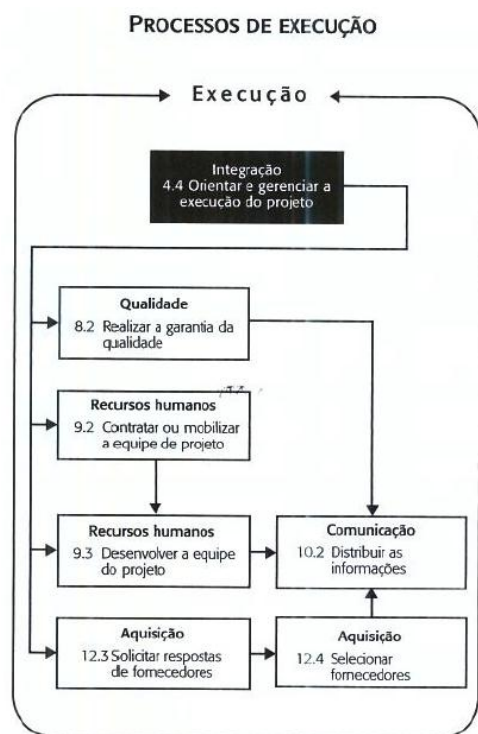 PROCESSOS DE EXECUÇÃO
Execução
Integração
4.4 Orientar e gerenciar a
execução do projeto
Qualidade
8.2 Realizar a garantia da
qualidade
Recursos humanos
9.2 Contratar ou mobilizar
a equipe de projeto
Recursos humanos
9.3 Desenvolver a equipe
do projeto
Comunicação
10.2 Distribuir as
informações
Aquisição
12.3 Solicitar respostas
de fornecedores
Aquisição
12.4 Selecionar
fornecedores